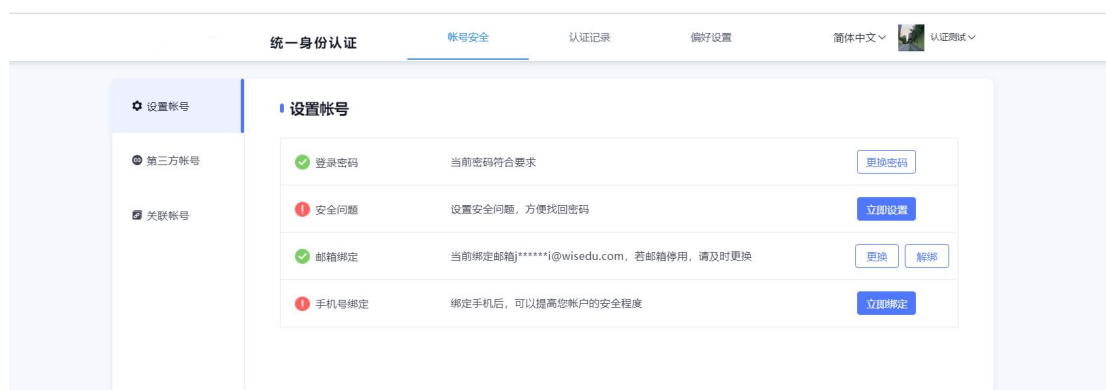 统一身份认证 帐号安全 认证记录 偏好设置 简体中文 认证测试
设置帐号
第三方帐号
关联帐号
设置帐号
登录密码 当前密码符合要求 更换密码
安全问题 设置安全问题，方便找回密码 立即设置
邮箱绑定 当前绑定邮箱j******i@wisedu.com，若邮箱停用，请及时更换 更换 解绑
手机号绑定 绑定手机后，可以提高您帐户的安全程度 立即绑定